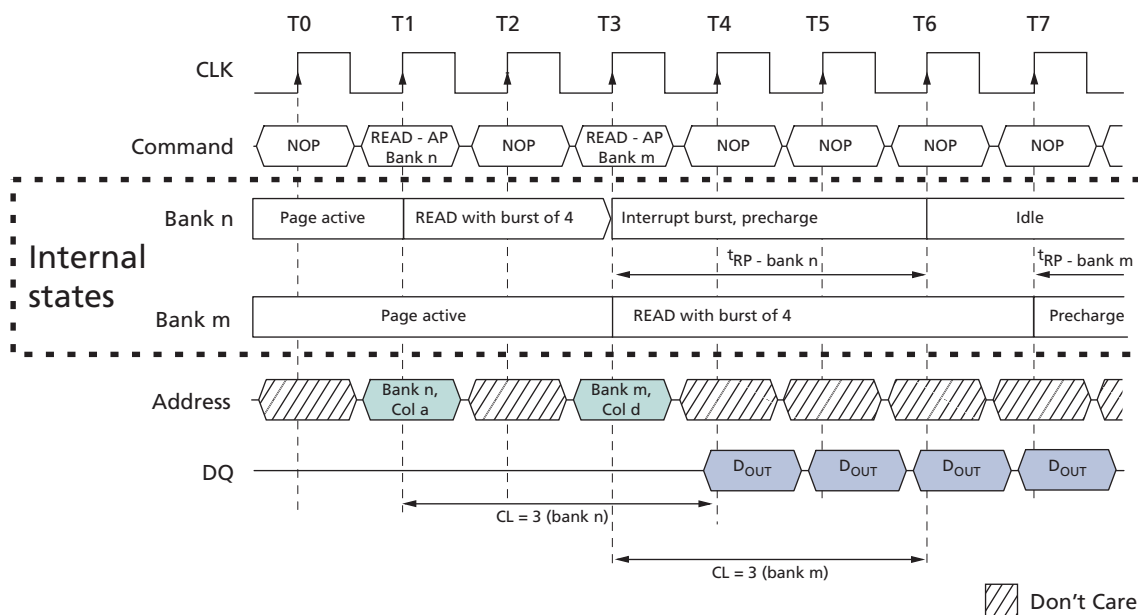 T0 T1 T2 T3 T4 T5 T6 T7
CLK
Command NOP READ - AP Bank n NOP READ - AP Bank m NOP NOP NOP NOP
Bank n Page active READ with burst of 4 Interrupt burst, precharge Idle
Internal states
tRP - bank n tRP - bank m
Bank m Page active READ with burst of 4 Precharge
Address Bank n, Col a Bank m, Col d
DQ DOUT DOUT DOUT DOUT
CL = 3 (bank n)
CL = 3 (bank m)
Don't Care